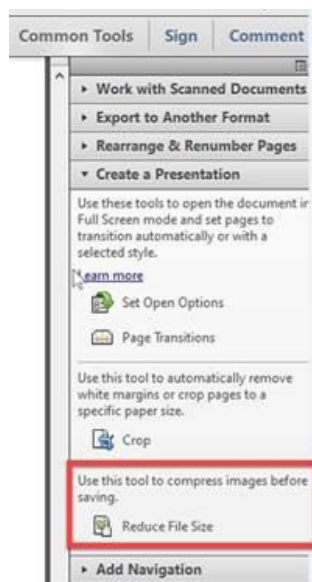 Common Tools Sign Comment
Work with Scanned Documents
Export to Another Format
Rearrange & Renumber Pages
Create a Presentation
Use these tools to open the document in
Full Screen mode and set pages to
transition automatically or with a
selected style.
Learn more
Set Open Options
Page Transitions
Use this tool to automatically remove
white margins or crop pages to a
specific paper size.
Crop
Use this tool to compress images before
saving.
Reduce File Size
Add Navigation